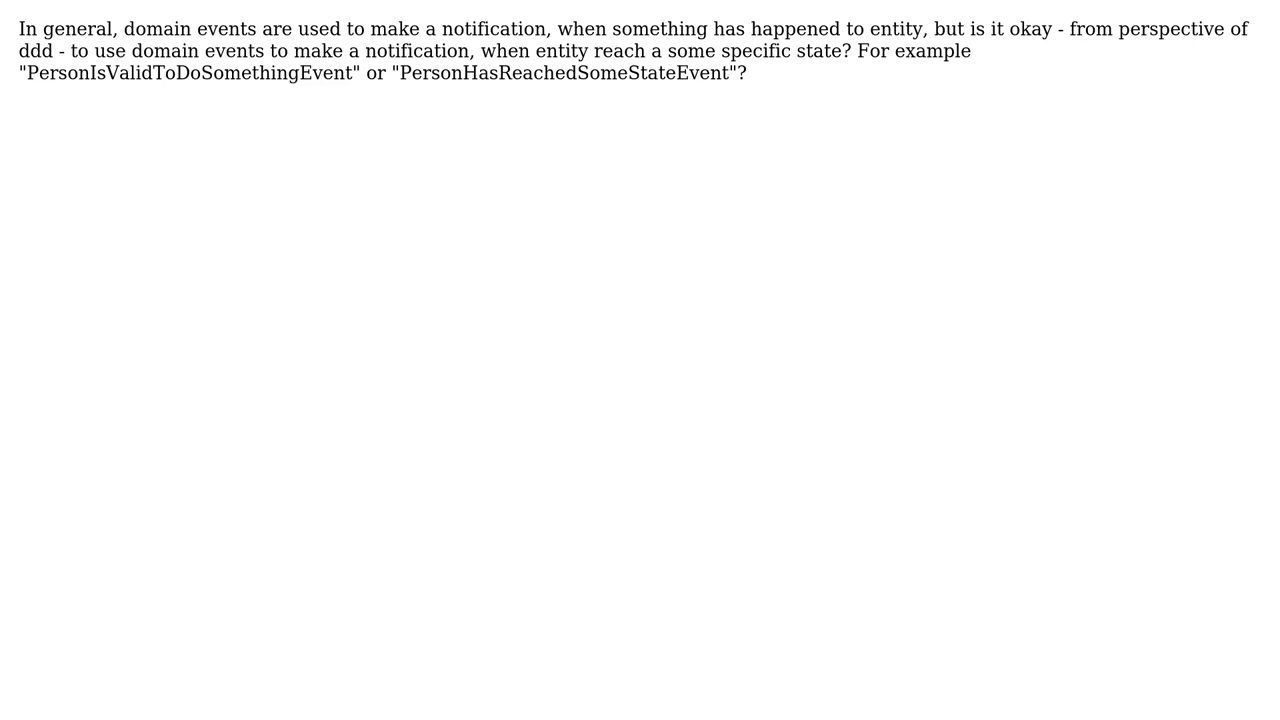 In general, domain events are used to make a notification, when something has happened to entity, but is it okay - from perspective of
ddd - to use domain events to make a notification, when entity reach a some specific state? For example
"PersonIsValidToDoSomethingEvent" or "PersonHasReachedSomeStateEvent"?